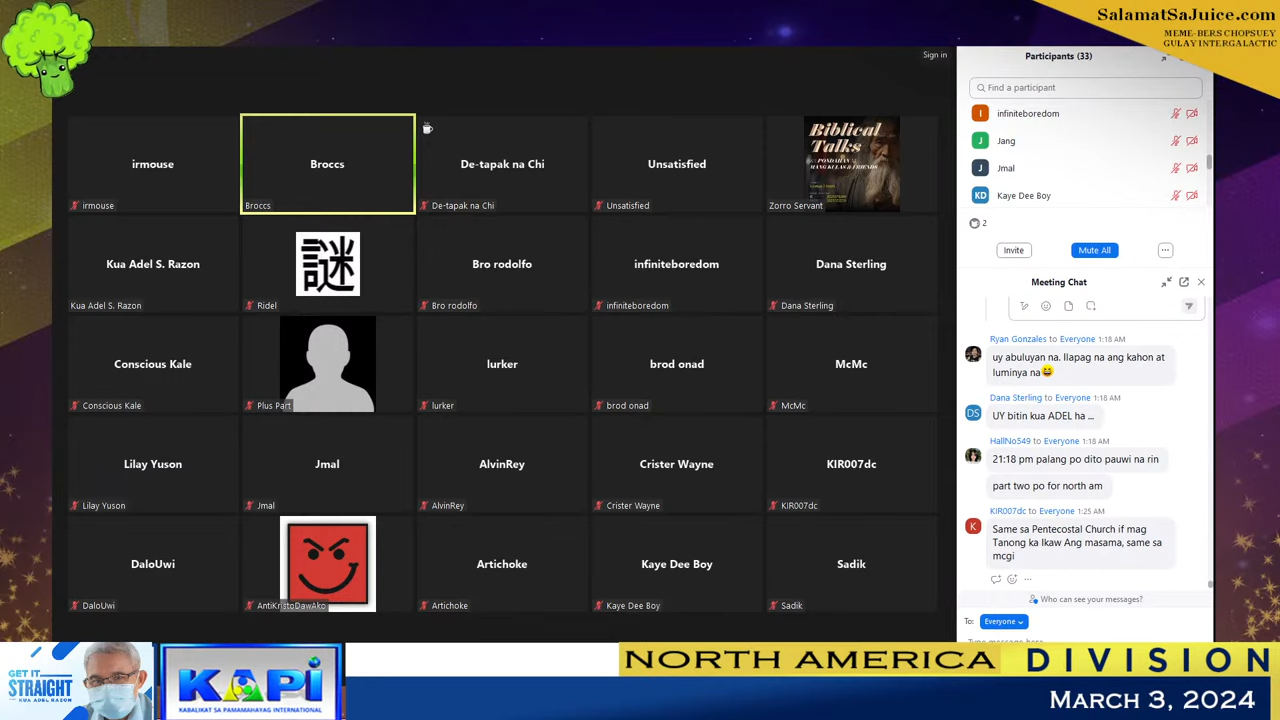 SalamatSaJuice.com
MEME-BERS CHOPSUEY
GULAY INTERGALACTIC
Sign in
Participants (33)
Find a participant
I infiniteboredom
J Jang
J Jmal
KD Kaye Dee Boy
2
Invite
Mute All
Meeting Chat
irmouse
irmouse
Broccs
Broccs
De-tapak na Chi
De-tapak na Chi
Unsatisfied
Unsatisfied
Biblical
Talks
Zorro Servant
Kua Adel S. Razon
Kua Adel S. Razon
謎
Ridel
Bro rodolfo
Bro rodolfo
infiniteboredom
infiniteboredom
Dana Sterling
Dana Sterling
Conscious Kale
Conscious Kale
Plus Part
lurker
lurker
brod onad
brod onad
McMc
McMc
Lilay Yuson
Lilay Yuson
Jmal
Jmal
AlvinRey
AlvinRey
Crister Wayne
Crister Wayne
KIR007dc
KIR007dc
DaloUwi
DaloUwi
AntiKristoDawAko
Artichoke
Artichoke
Kaye Dee Boy
Kaye Dee Boy
Sadik
Sadik
Ryan Gonzales to Everyone 1:18 AM
uy abuluyan na. Ilapag na ang kahon at
luminya na😆
Dana Sterling to Everyone 1:18 AM
DS
UY bitin kua ADEL ha ...
HallNo549 to Everyone 1:18 AM
21:18 pm palang po dito pauwi na rin
part two po for north am
KIR007dc to Everyone 1:25 AM
K
Same sa Pentecostal Church if mag
Tanong ka Ikaw Ang masama, same sa
mcgi
Who can see your messages?
To: Everyone
GET IT
STRAIGHT
KUA ADEL RAZON
KAPI
KABALIKAT SA PAMAMAHAYAG INTERNATIONAL
NORTH AMERICA DIVISION
March 3, 2024